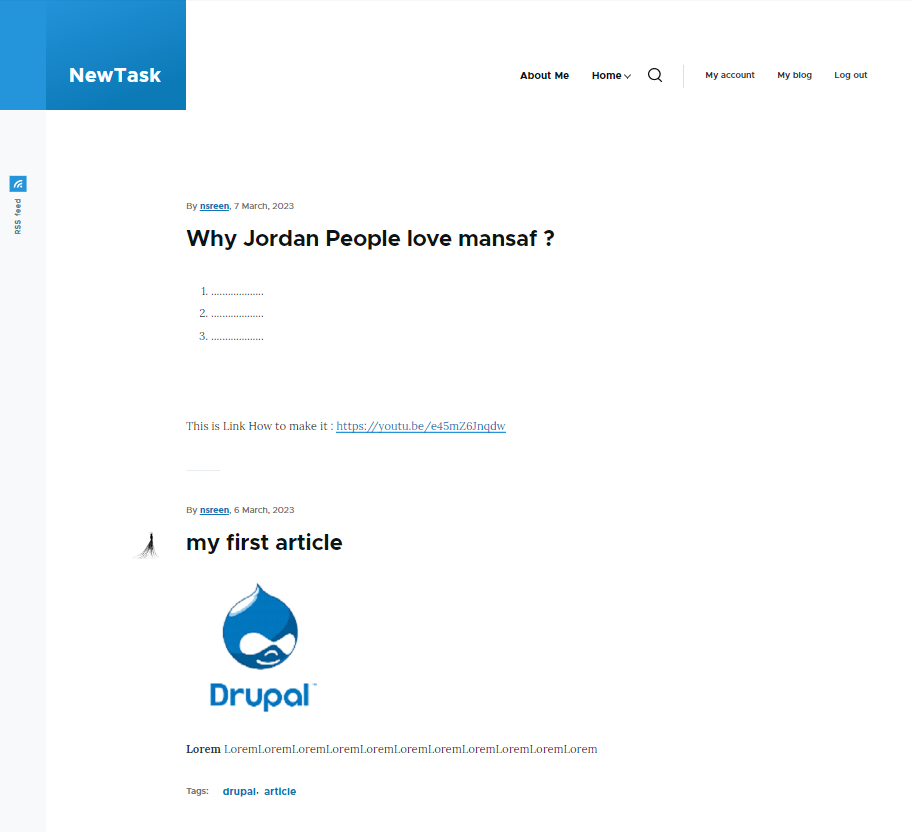 NewTask
About Me Home My account My blog Log out
RSS feed
By nsreen, 7 March, 2023
Why Jordan People love mansaf ?
1. ...................
2. ...................
3. ...................
This is Link How to make it : https://youtu.be/e45mZ6Jnqdw
By nsreen, 6 March, 2023
my first article
Drupal™
Lorem LoremLoremLoremLoremLoremLoremLoremLoremLoremLoremLorem
Tags: drupal, article